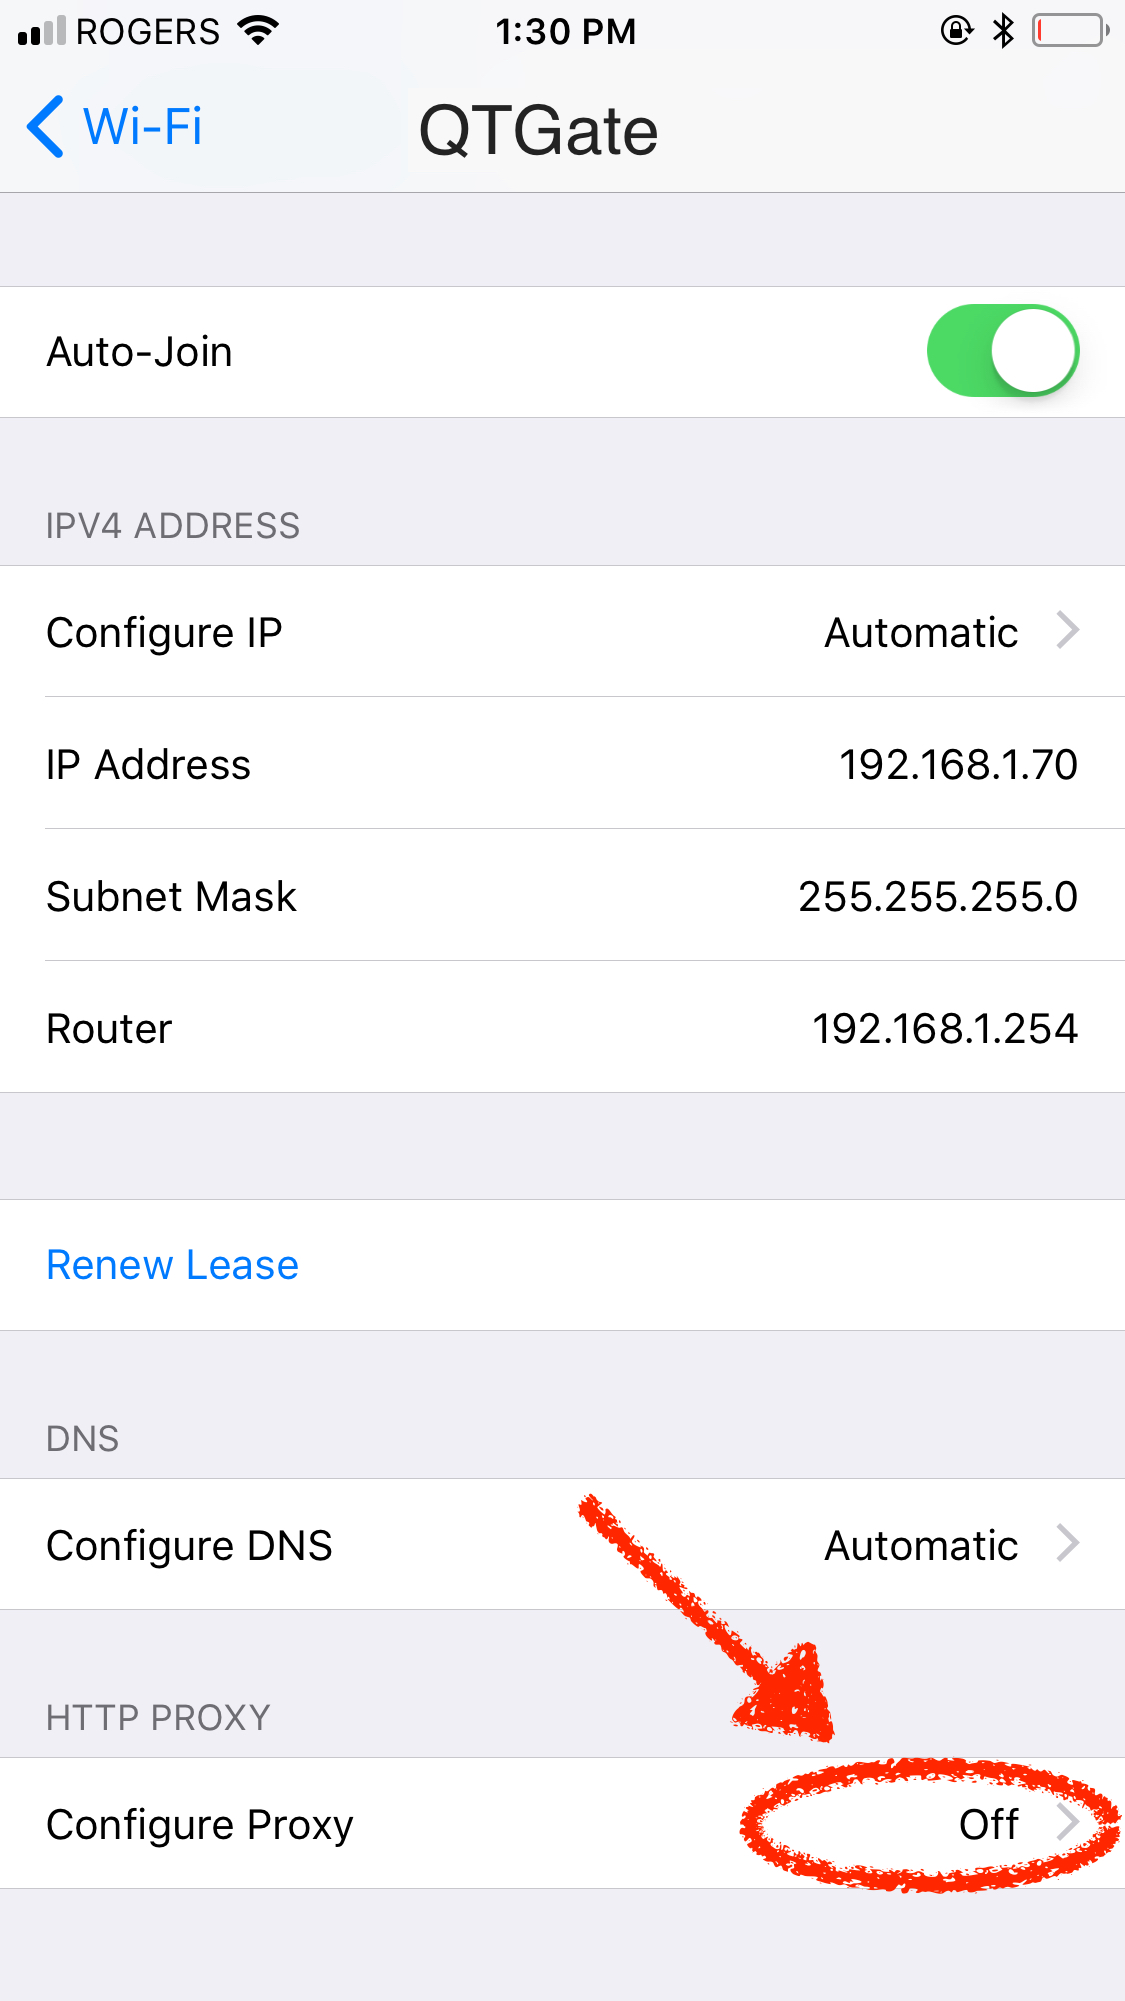 ROGERS 1:30 PM
Wi-Fi QTGate
Auto-Join
IPV4 ADDRESS
Configure IP Automatic
IP Address 192.168.1.70
Subnet Mask 255.255.255.0
Router 192.168.1.254
Renew Lease
DNS
Configure DNS Automatic
HTTP PROXY
Configure Proxy Off